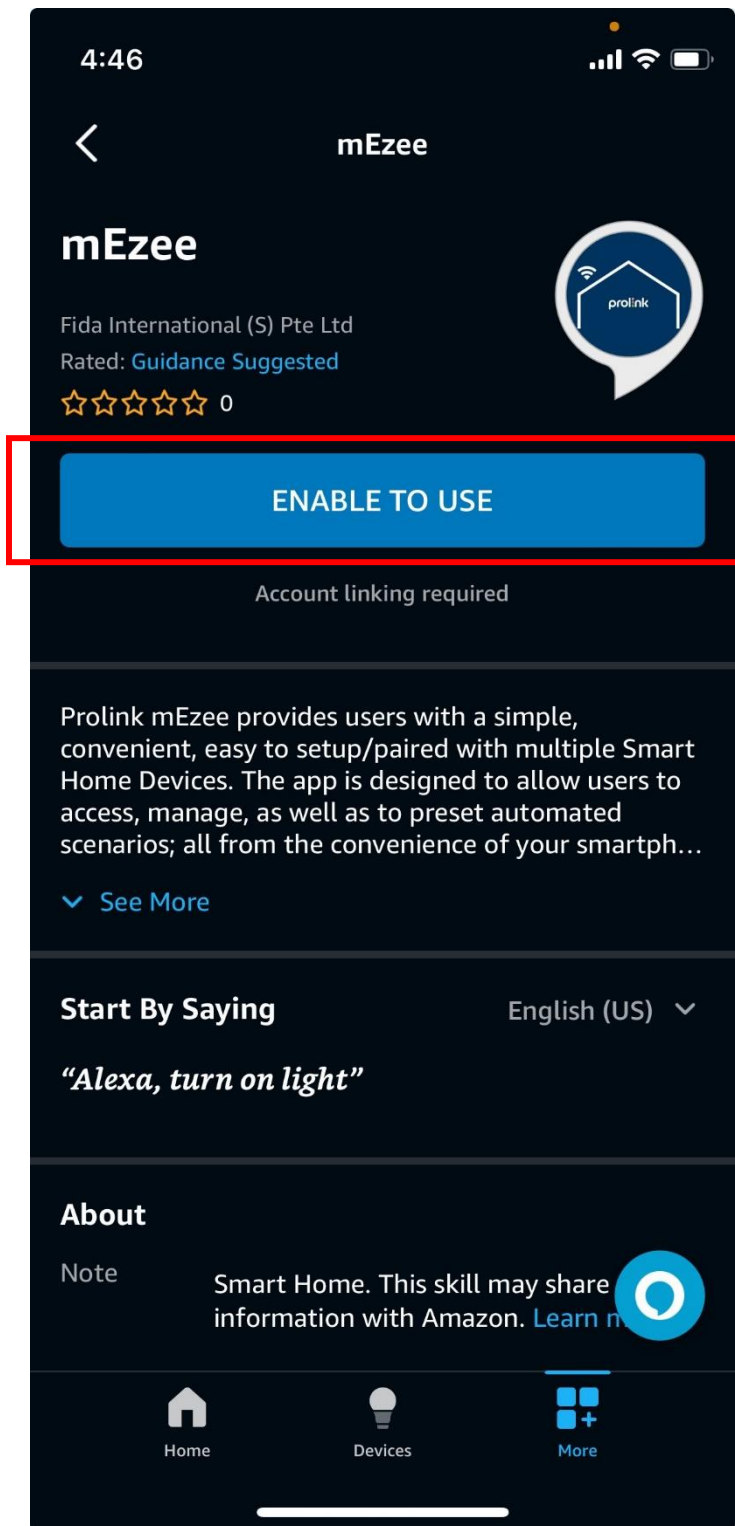 4:46
mEzee
mEzee
prolink
Fida International (S) Pte Ltd
Rated: Guidance Suggested
0
ENABLE TO USE
Account linking required
Prolink mEzee provides users with a simple,
convenient, easy to setup/paired with multiple Smart
Home Devices. The app is designed to allow users to
access, manage, as well as to preset automated
scenarios; all from the convenience of your smartph...
See More
Start By Saying English (US)
“Alexa, turn on light”
About
Note
Smart Home. This skill may share
information with Amazon. Learn
Home Devices More